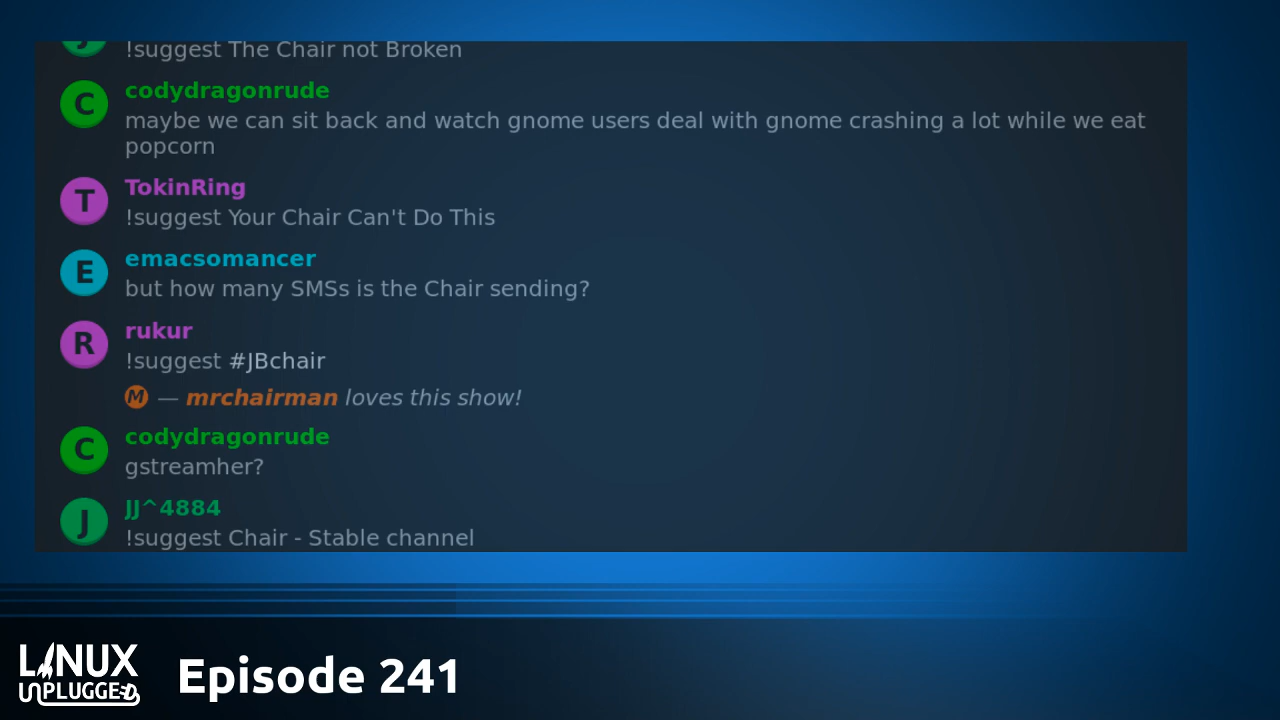 !suggest The Chair not Broken
C
codydragonrude
maybe we can sit back and watch gnome users deal with gnome crashing a lot while we eat
popcorn
T
TokinRing
!suggest Your Chair Can't Do This
E
emacsomancer
but how many SMSs is the Chair sending?
R
rukur
!suggest #JBchair
M — mrchairman loves this show!
C
codydragonrude
gstreamher?
J
JJ^4884
!suggest Chair - Stable channel
LINUX
UNPLUGGED
Episode 241